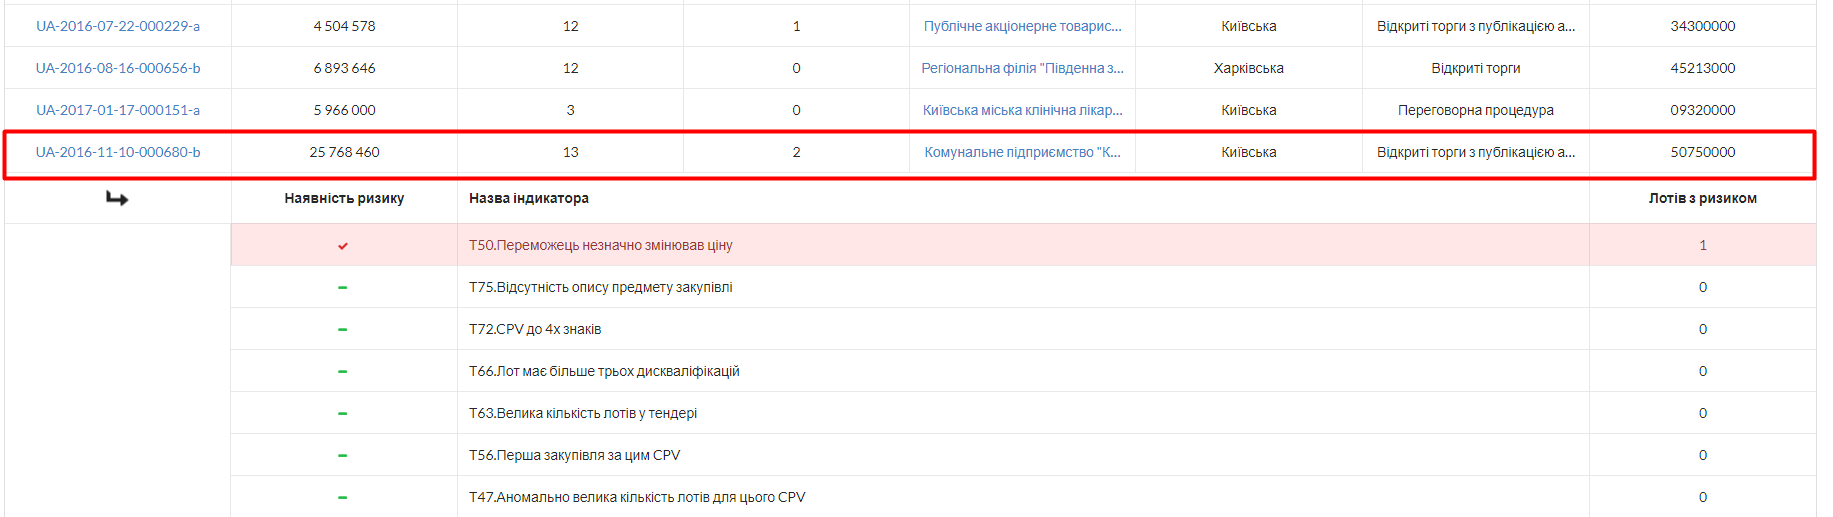 UA-2016-07-22-000229-a 4 504 578 12 1 Публічне акціонерне товарис... Київська Відкриті торги з публікацією а... 34300000
UA-2016-08-16-000656-b 6 893 646 12 0 Регіональна філія "Південна з... Харківська Відкриті торги 45213000
UA-2017-01-17-000151-a 5 966 000 3 0 Київська міська клінічна лікар... Київська Переговорна процедура 09320000
UA-2016-11-10-000680-b 25 768 460 13 2 Комунальне підприємство "К... Київська Відкриті торги з публікацією а... 50750000
Наявність ризику Назва індикатора Лотів з ризиком
T50.Переможець незначно змінював ціну 1
T75.Відсутність опису предмету закупівлі 0
T72.CPV до 4х знаків 0
T66.Лот має більше трьох дискваліфікацій 0
T63.Велика кількість лотів у тендері 0
T56.Перша закупівля за цим CPV 0
T47.Аномально велика кількість лотів для цього CPV 0